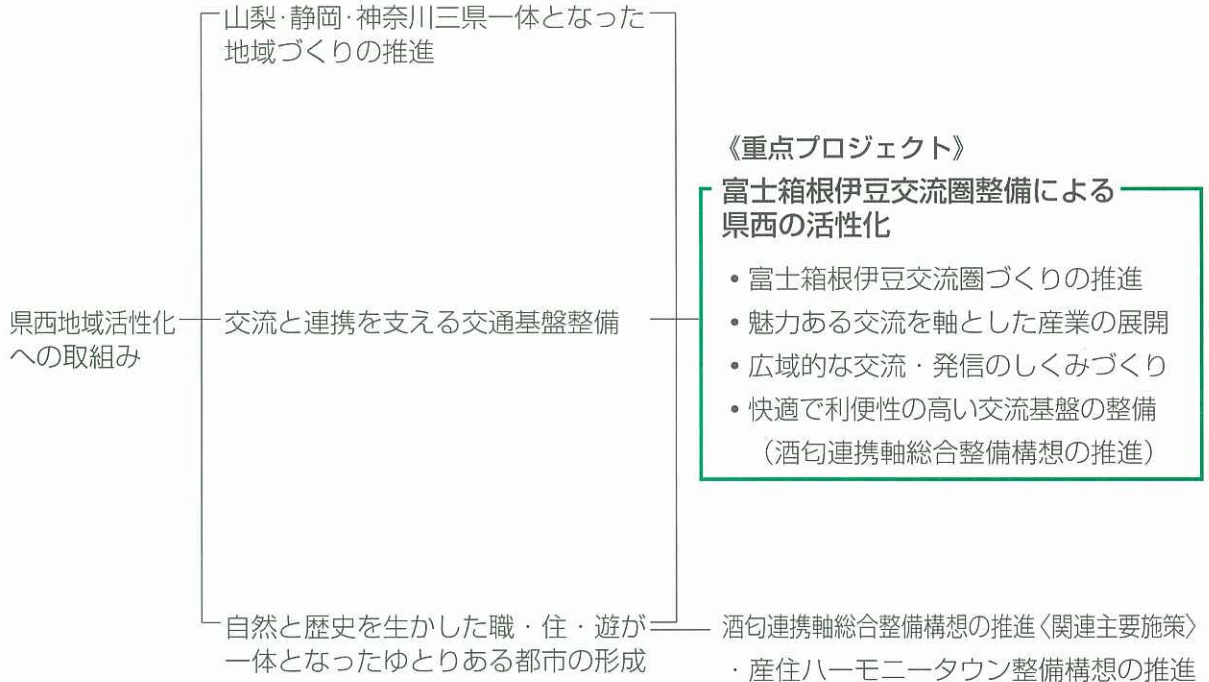 山梨・静岡・神奈川三県一体となった
地域づくりの推進
《重点プロジェクト》
富士箱根伊豆交流圏整備による
県西の活性化
• 富士箱根伊豆交流圏づくりの推進
県西地域活性化
への取組み
交流と連携を支える交通基盤整備
• 魅力ある交流を軸とした産業の展開
• 広域的な交流・発信のしくみづくり
• 快適で利便性の高い交流基盤の整備
（酒匂連携軸総合整備構想の推進）
自然と歴史を生かした職・住・遊が
一体となったゆとりある都市の形成
酒匂連携軸総合整備構想の推進〈関連主要施策〉
・産住ハーモニータウン整備構想の推進